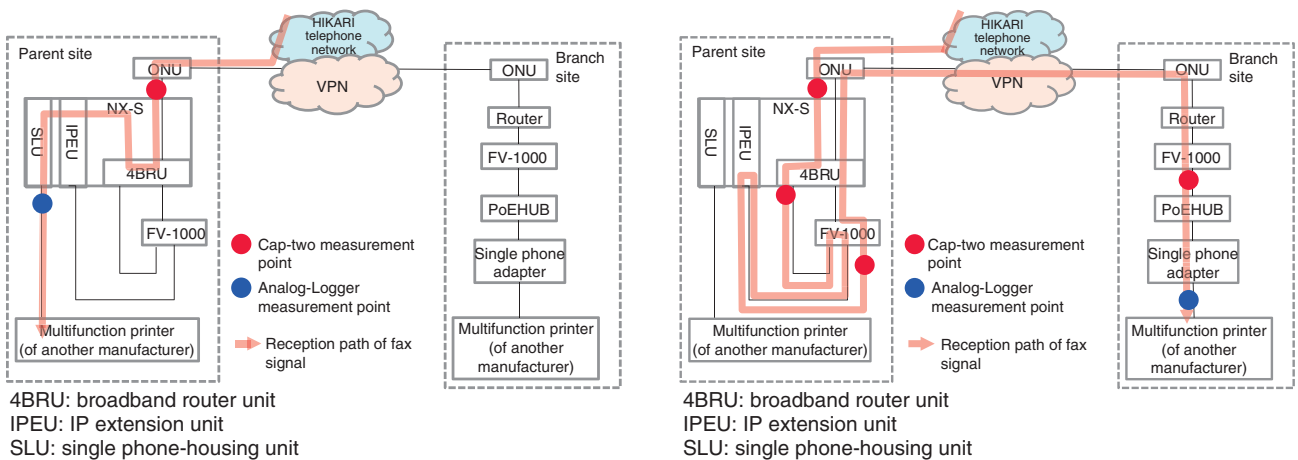 HIKARI
telephone
network
VPN
Parent site
ONU
NX-S
SLU
IPEU
4BRU
FV-1000
Multifunction printer
(of another manufacturer)
Cap-two measurement
point
Analog-Logger
measurement point
Reception path of fax
signal
Branch
site
ONU
Router
FV-1000
PoEHUB
Single phone
adapter
Multifunction printer
(of another
manufacturer)
4BRU: broadband router unit
IPEU: IP extension unit
SLU: single phone-housing unit
HIKARI
telephone
network
VPN
Parent site
ONU
NX-S
SLU
IPEU
4BRU
FV-1000
Multifunction printer
(of another manufacturer)
Cap-two measurement
point
Analog-Logger
measurement point
Reception path of fax
signal
Branch
site
ONU
Router
FV-1000
PoEHUB
Single phone
adapter
Multifunction printer
(of another
manufacturer)
4BRU: broadband router unit
IPEU: IP extension unit
SLU: single phone-housing unit